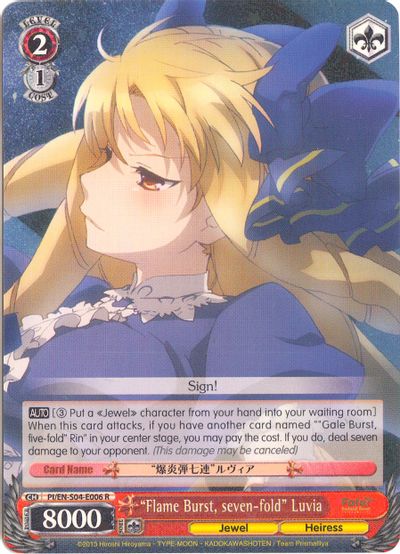 LEVEL
2
1
COST
Sign!
AUTO [③ Put a «Jewel» character from your hand into your waiting room]
When this card attacks, if you have another card named ""Gale Burst,
five-fold" Rin" in your center stage, you may pay the cost. If you do, deal seven
damage to your opponent. (This damage may be canceled)
Card Name "爆炎弾七連"ルヴィア
CH PI/EN-S04-E006 R
8000
"Flame Burst, seven-fold" Luvia
Jewel Heiress
©2013 Hiroshi Hiroyama・TYPE-MOON・KADOKAWASHOTEN / Team Prismalliya